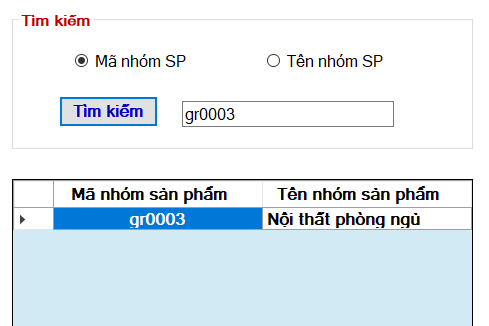 Tìm kiếm
Mã nhóm SP Tên nhóm SP
Tìm kiếm gr0003
Mã nhóm sản phẩm Tên nhóm sản phẩm
gr0003 Nội thất phòng ngủ